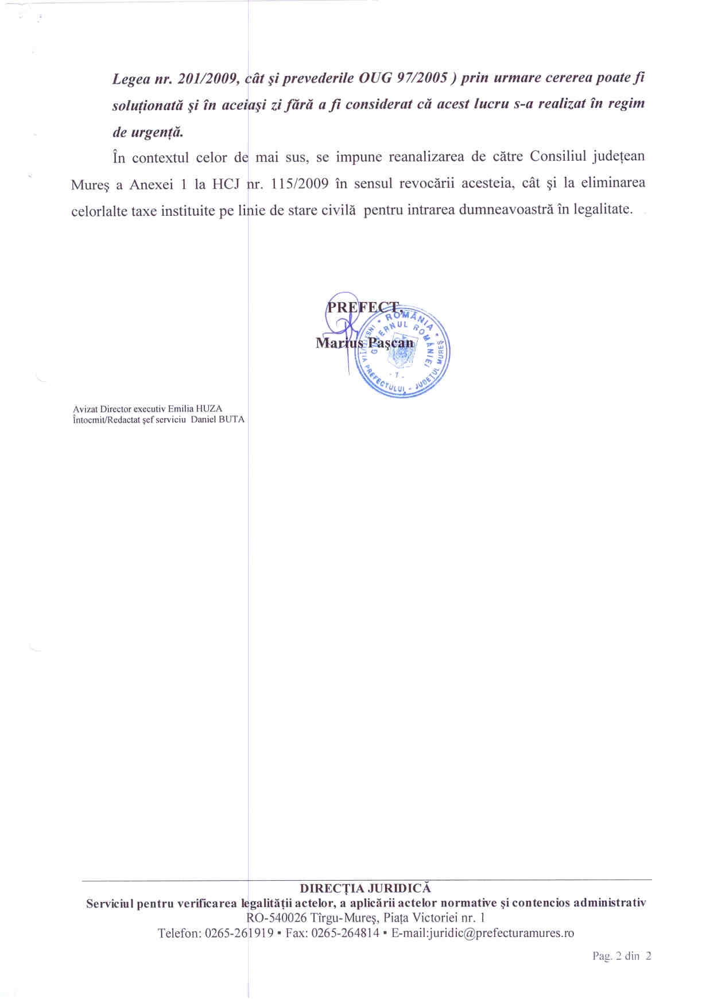 Legea nr. 201/2009, cât şi prevederile OUG 97/2005 ) prin urmare cererea poate fi
soluţionată şi în aceiaşi zi fără a fi considerat că acest lucru s-a realizat în regim
de urgenţă.
În contextul celor de mai sus, se impune reanalizarea de către Consiliul judeţean
Mureş a Anexei 1 la HCJ nr. 115/2009 în sensul revocării acesteia, cât şi la eliminarea
celorlalte taxe instituite pe linie de stare civilă pentru intrarea dumneavoastră în legalitate.
PREFECT,
Marius Paşcan
ROMÂNIA
GUVERNUL ROMÂNIEI
INSTITUŢIA PREFECTULUI - JUDEŢUL MUREŞ
- 1 -
Avizat Director executiv Emilia HUZA
Întocmit/Redactat şef serviciu Daniel BUTA
DIRECŢIA JURIDICĂ
Serviciul pentru verificarea legalităţii actelor, a aplicării actelor normative şi contencios administrativ
RO-540026 Tîrgu-Mureş, Piaţa Victoriei nr. 1
Telefon: 0265-261919 ▪ Fax: 0265-264814 ▪ E-mail:juridic@prefecturamures.ro
Pag. 2 din 2